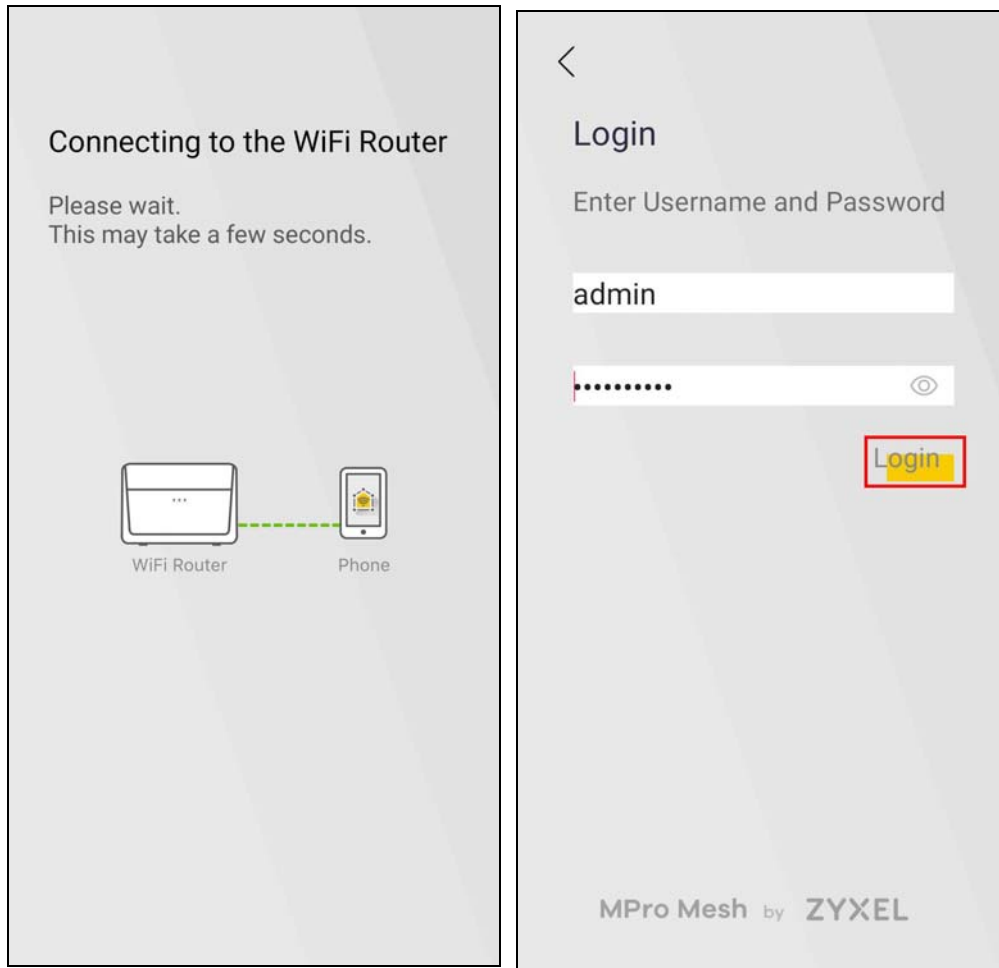 Connecting to the WiFi Router
Please wait.
This may take a few seconds.
WiFi Router
Phone
Login
Enter Username and Password
admin
••••••••••
Login
MPro Mesh by ZYXEL